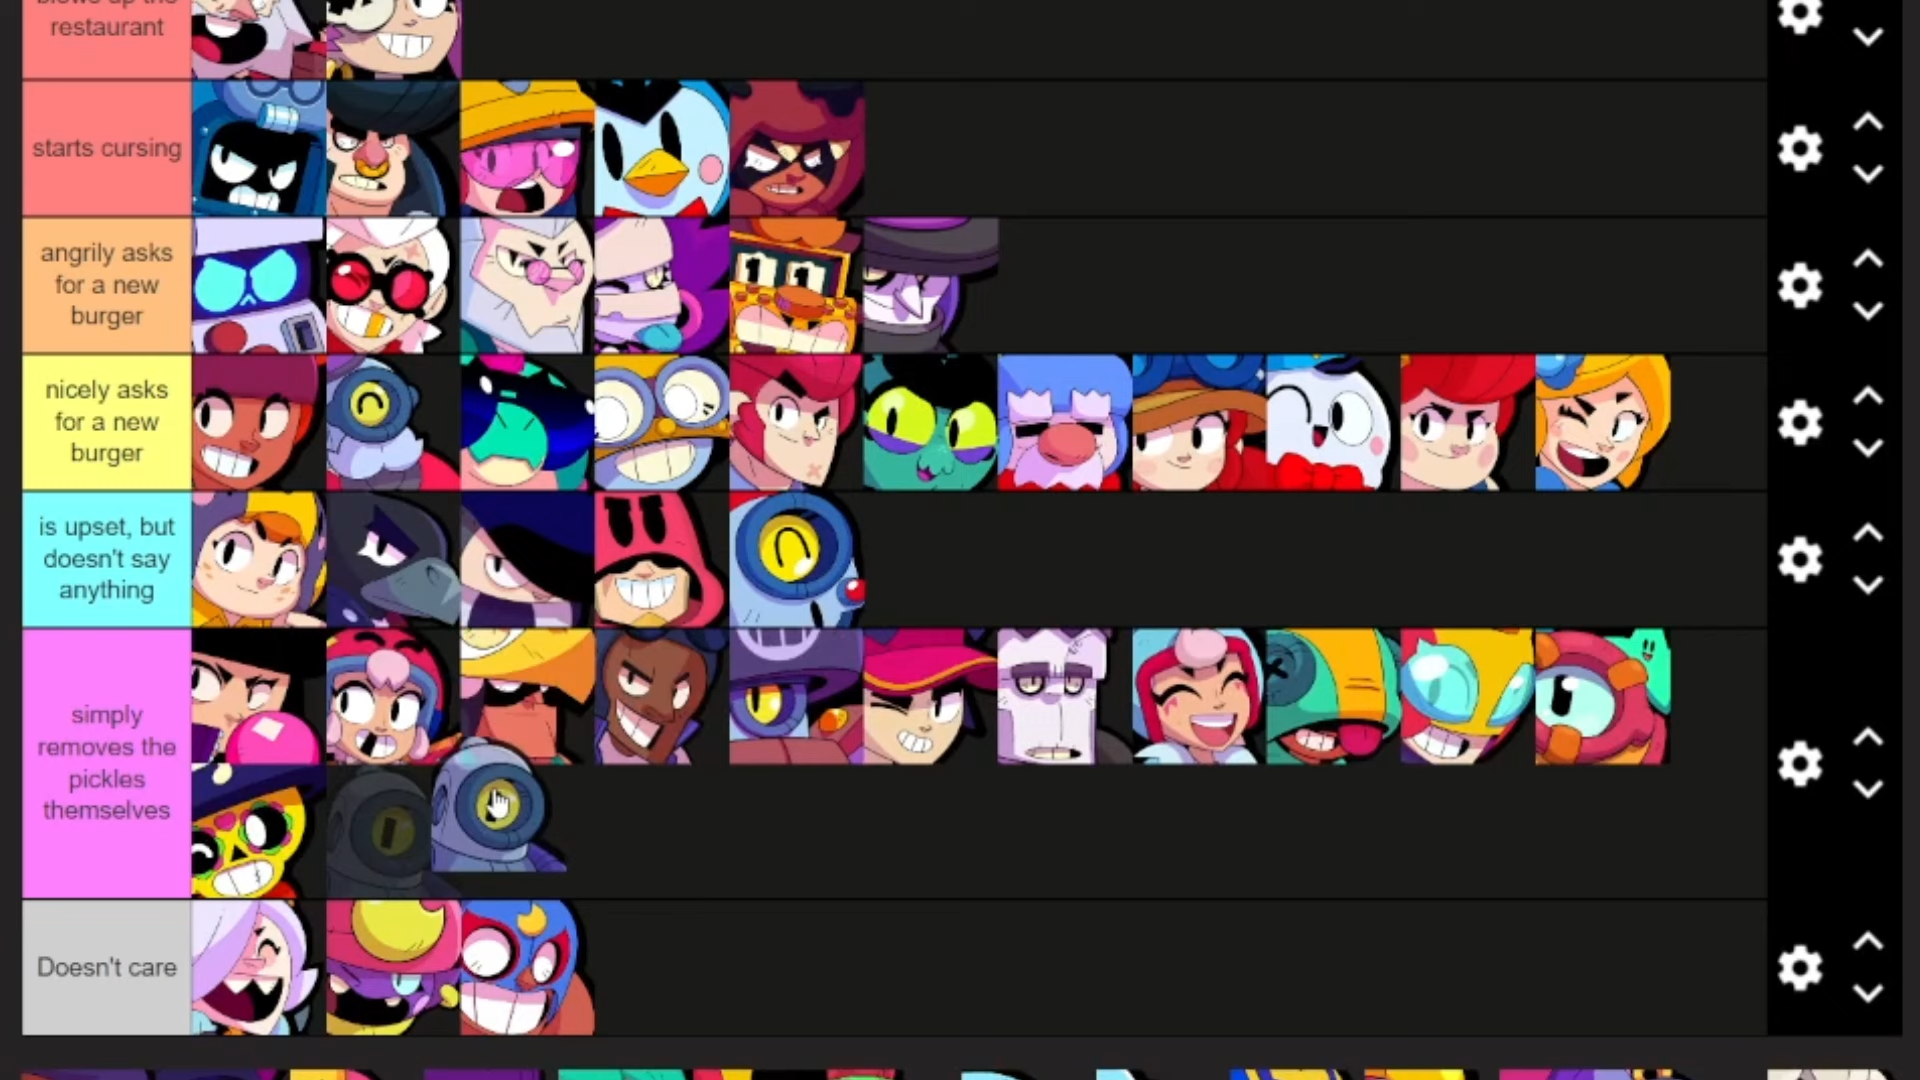 restaurant
starts cursing
angrily asks
for a new
burger
nicely asks
for a new
burger
is upset, but
doesn't say
anything
simply
removes the
pickles
themselves
Doesn't care